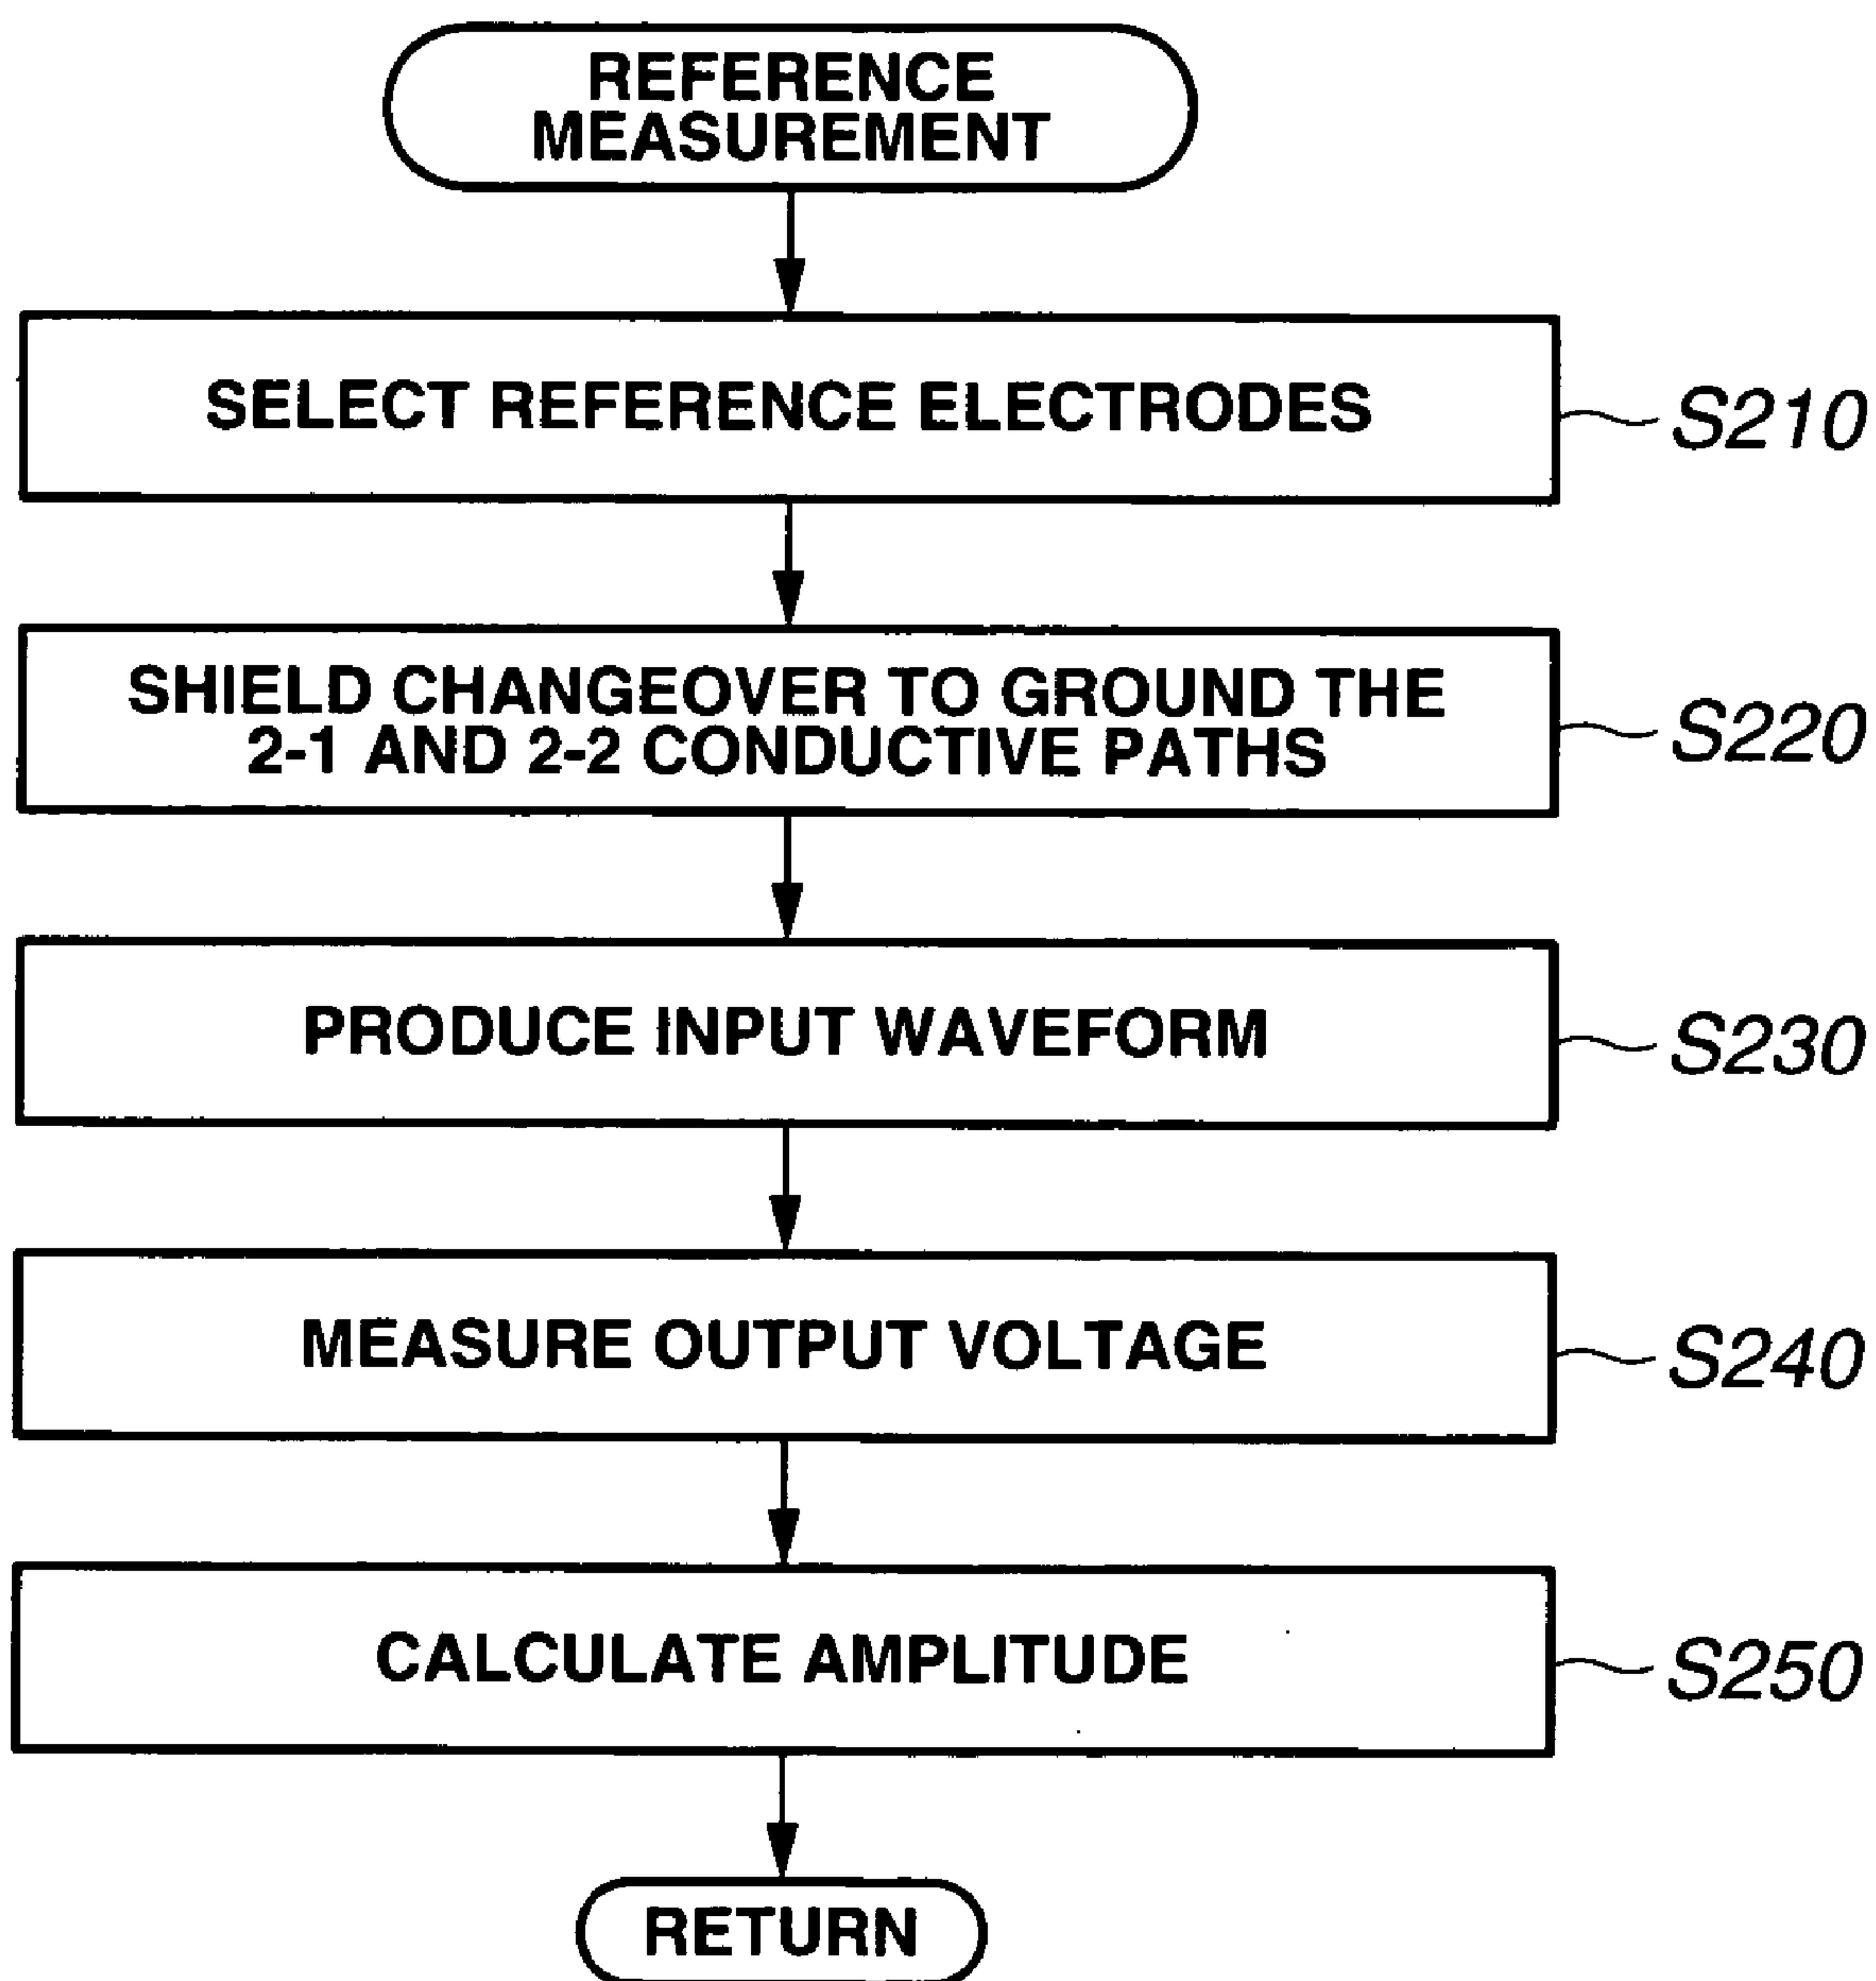 REFERENCE
MEASUREMENT
SELECT REFERENCE ELECTRODES
S210
SHIELD CHANGEOVER TO GROUND THE
2-1 AND 2-2 CONDUCTIVE PATHS
S220
PRODUCE INPUT WAVEFORM
S230
MEASURE OUTPUT VOLTAGE
S240
CALCULATE AMPLITUDE
S250
RETURN